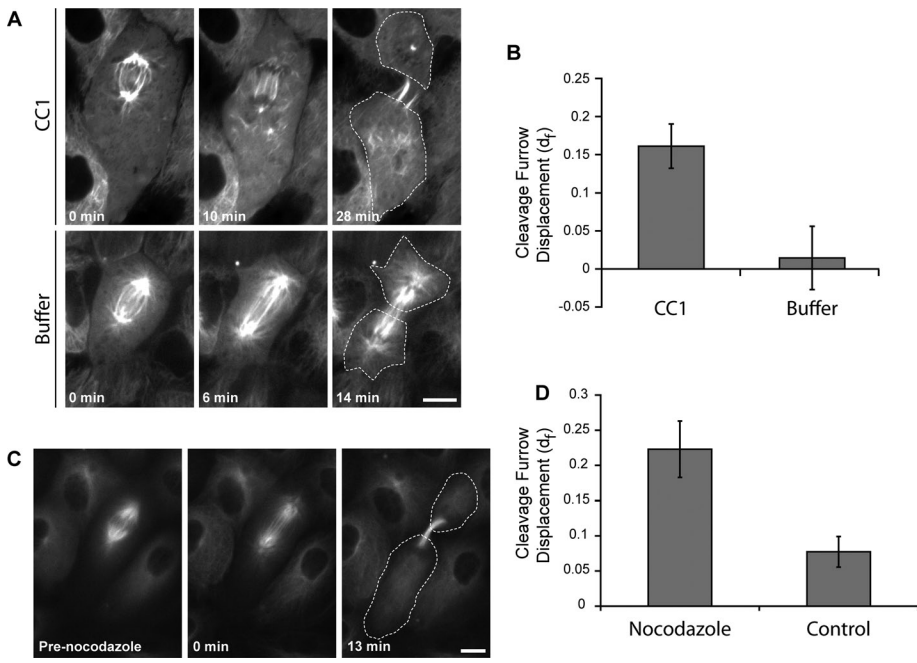 A
CC1
0 min
10 min
28 min
Buffer
0 min
6 min
14 min
B
Cleavage Furrow
Displacement (df)
0.25
0.2
0.15
0.1
0.05
0
-0.05
CC1
Buffer
C
Pre-nocodazole
0 min
13 min
D
Cleavage Furrow
Displacement (df)
0.3
0.25
0.2
0.15
0.1
0.05
0
Nocodazole
Control